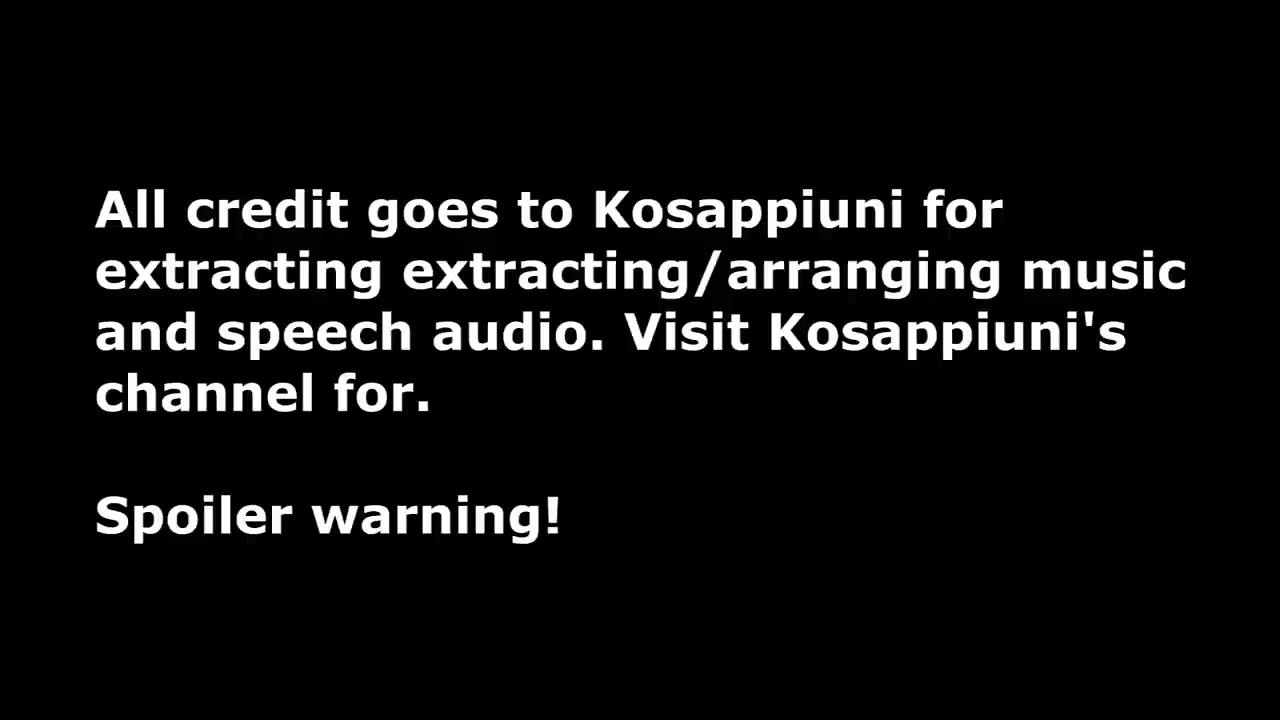 All credit goes to Kosappiuni for
extracting extracting/arranging music
and speech audio. Visit Kosappiuni's
channel for.
Spoiler warning!